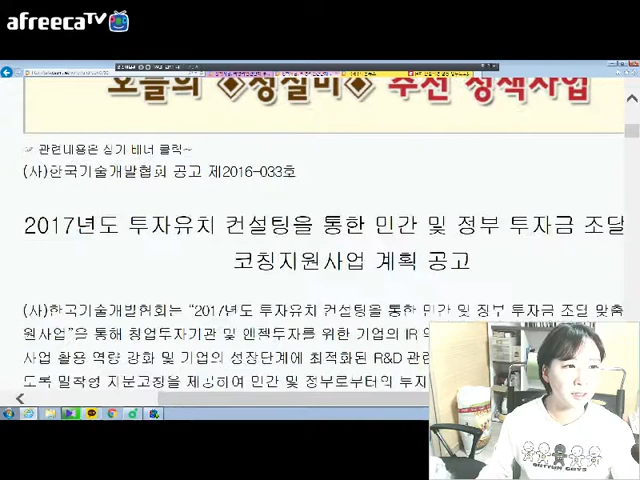 afreecaTV
오늘의 ◈정실비◈ 추천 정책사업
☞ 관련내용은 상기 배너 클릭~
(사)한국기술개발협회 공고 제2016-033호
2017년도 투자유치 컨설팅을 통한 민간 및 정부 투자금 조달
코칭지원사업 계획 공고
(사)한국기술개발협회는 "2017년도 투자유치 컨설팅을 통한 민간 및 정부 투자금 조달 맞춤
원사업"을 통해 창업투자기관 및 엔젤투자를 위한 기업의 IR
사업 활용 역량 강화 및 기업의 성장단계에 최적화된 R&D 관련
도록 밀착형 지분코칭을 제공하여 민간 및 정부로부터의 투자
BUTTON GUYS